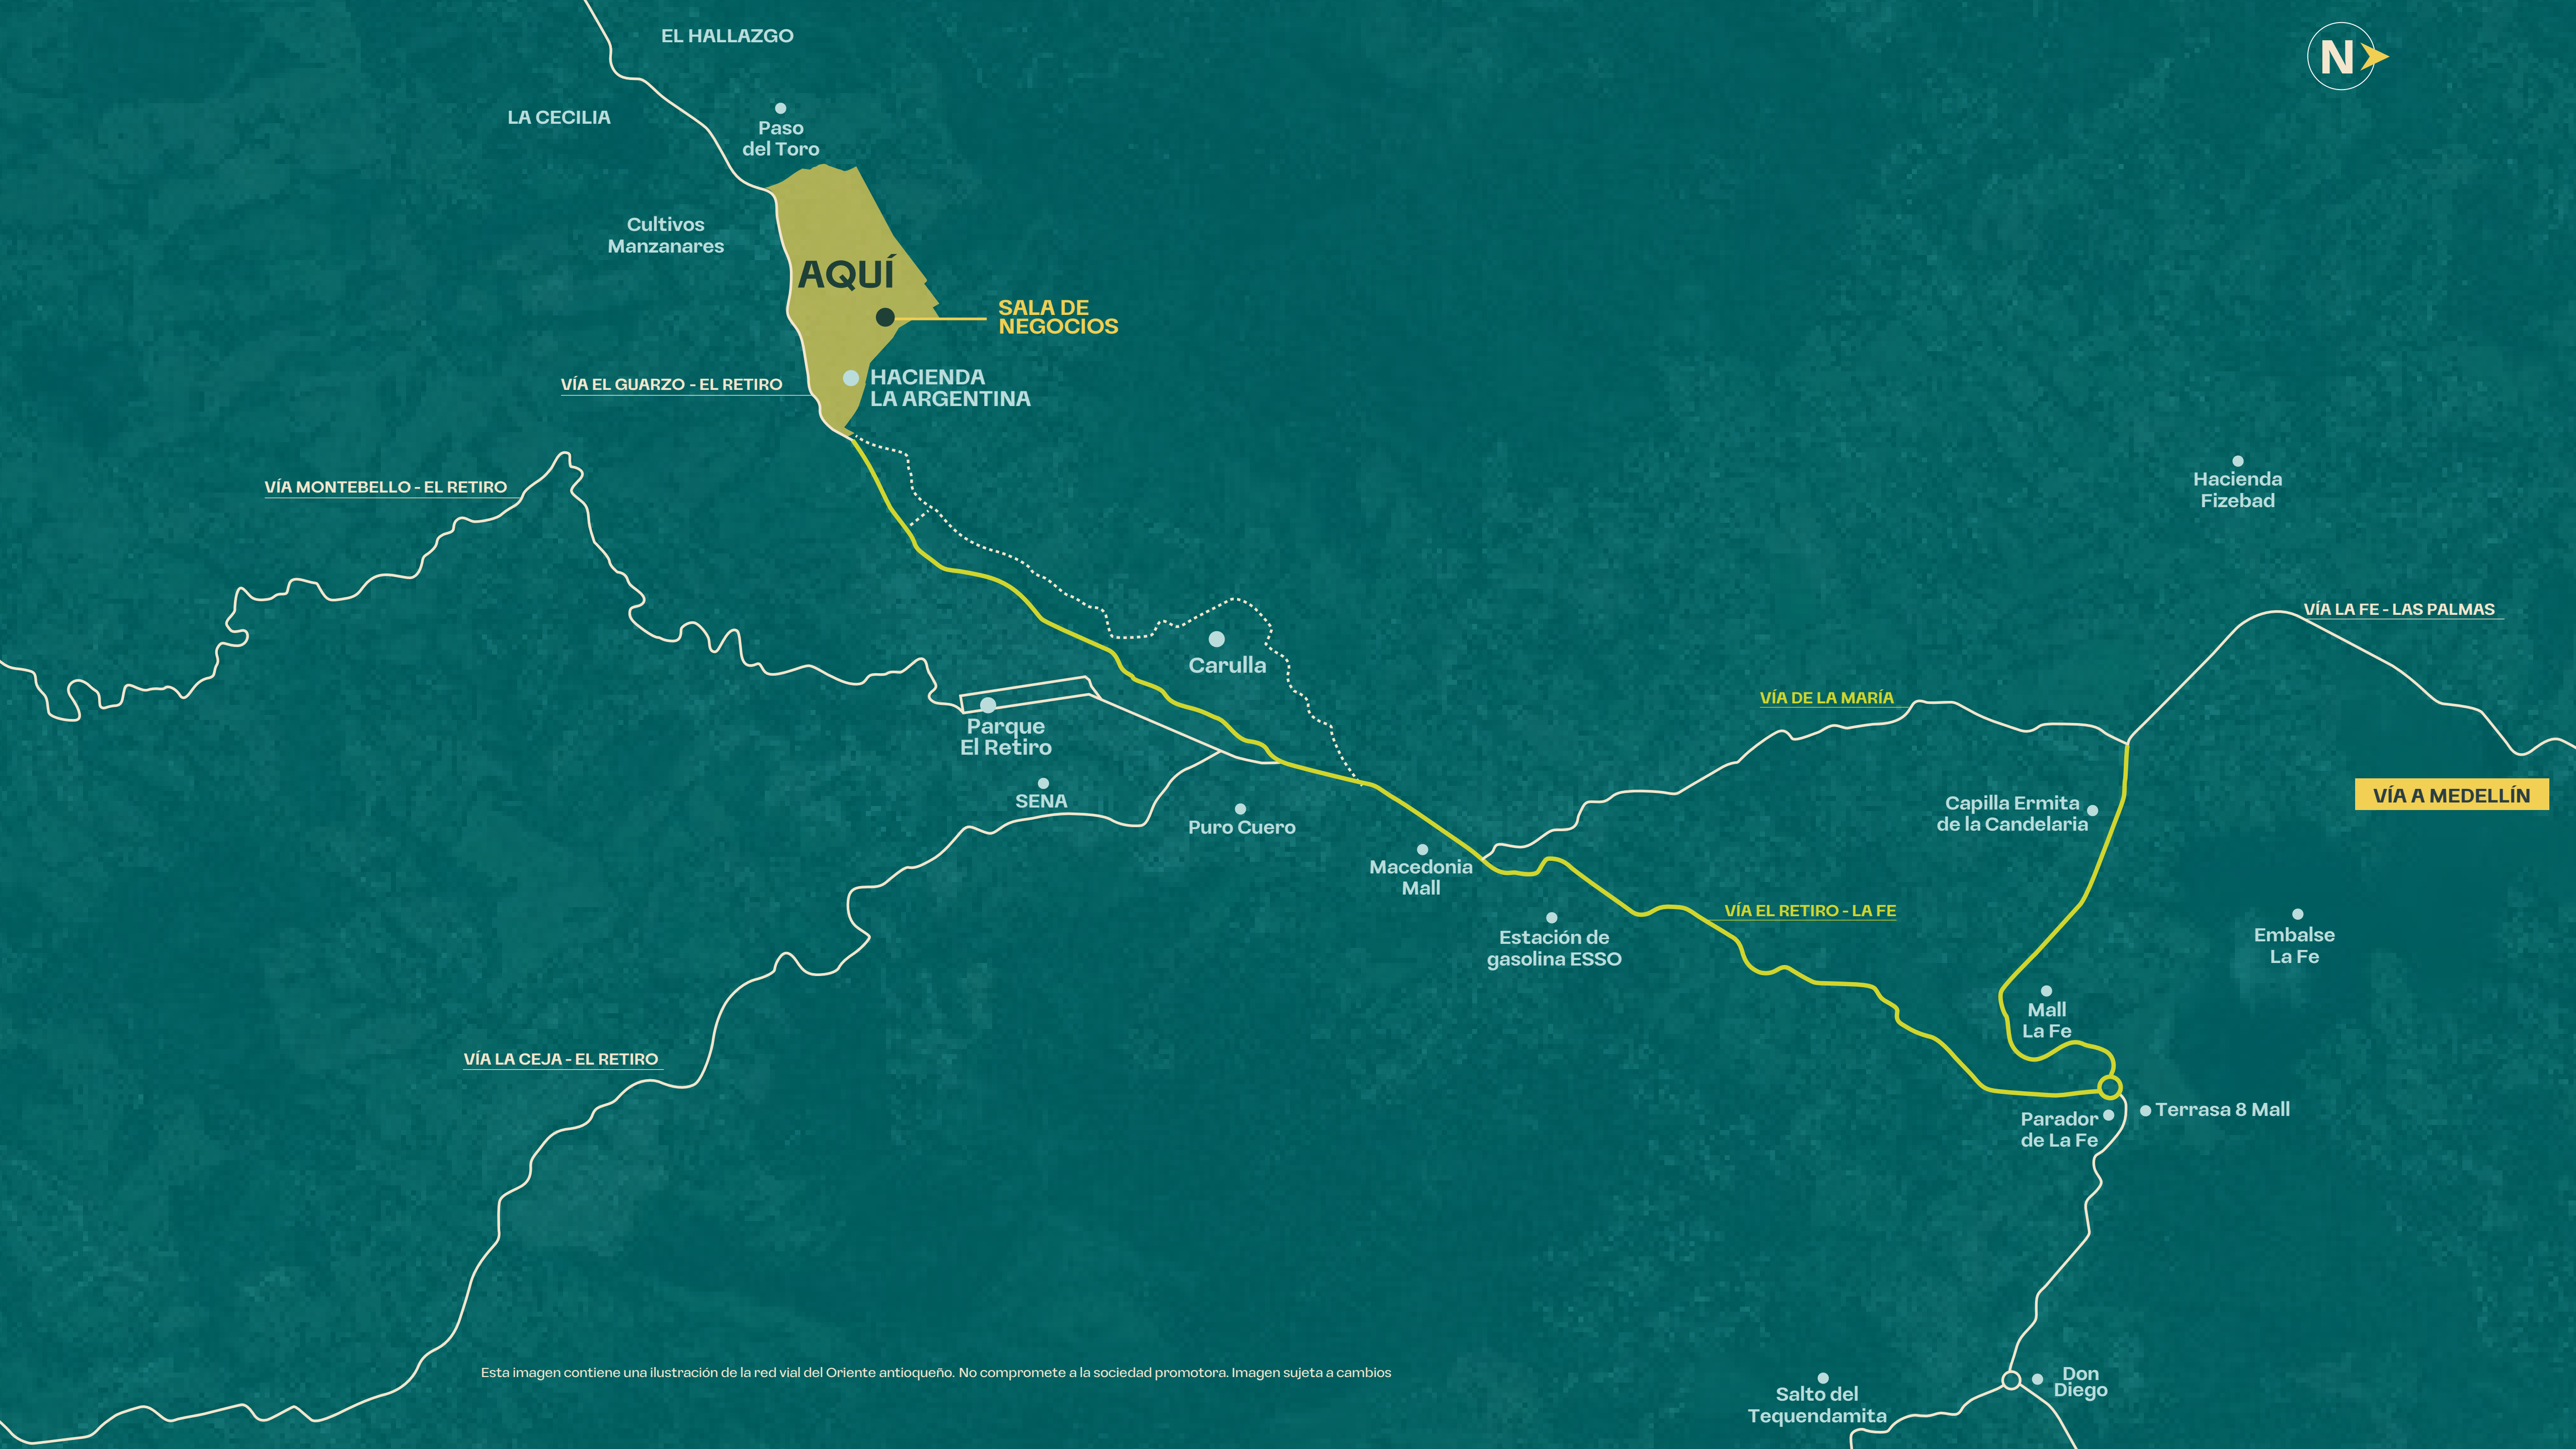 EL HALLAZGO
N
LA CECILIA
Paso
del Toro
Cultivos
Manzanares
AQUÍ
SALA DE
NEGOCIOS
VÍA EL GUARZO - EL RETIRO
HACIENDA
LA ARGENTINA
VÍA MONTEBELLO - EL RETIRO
Hacienda
Fizebad
VÍA LA FE - LAS PALMAS
Carulla
VÍA DE LA MARÍA
Parque
El Retiro
VÍA A MEDELLÍN
SENA
Capilla Ermita
de la Candelaria
Puro Cuero
Macedonia
Mall
VÍA EL RETIRO - LA FE
Estación de
gasolina ESSO
Embalse
La Fe
Mall
La Fe
VÍA LA CEJA - EL RETIRO
Parador
de La Fe
Terrasa 8 Mall
Esta imagen contiene una ilustración de la red vial del Oriente antioqueño. No compromete a la sociedad promotora. Imagen sujeta a cambios
Salto del
Tequendamita
Don
Diego